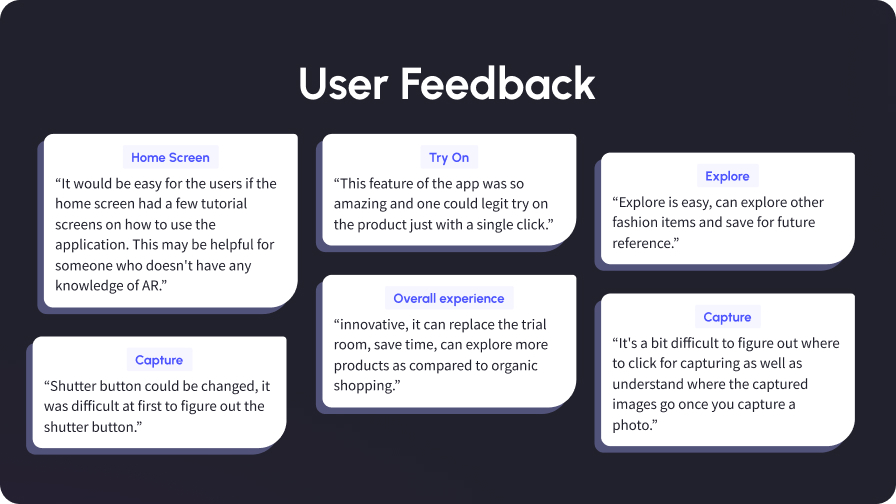 User Feedback
Home Screen
“It would be easy for the users if the
home screen had a few tutorial
screens on how to use the
application. This may be helpful for
someone who doesn't have any
knowledge of AR.”
Capture
“Shutter button could be changed, it
was difficult at first to figure out the
shutter button.”
Try On
“This feature of the app was so
amazing and one could legit try on
the product just with a single click.”
Overall experience
“innovative, it can replace the trial
room, save time, can explore more
products as compared to organic
shopping.”
Explore
“Explore is easy, can explore other
fashion items and save for future
reference.”
Capture
“It's a bit difficult to figure out where
to click for capturing as well as
understand where the captured
images go once you capture a
photo.”